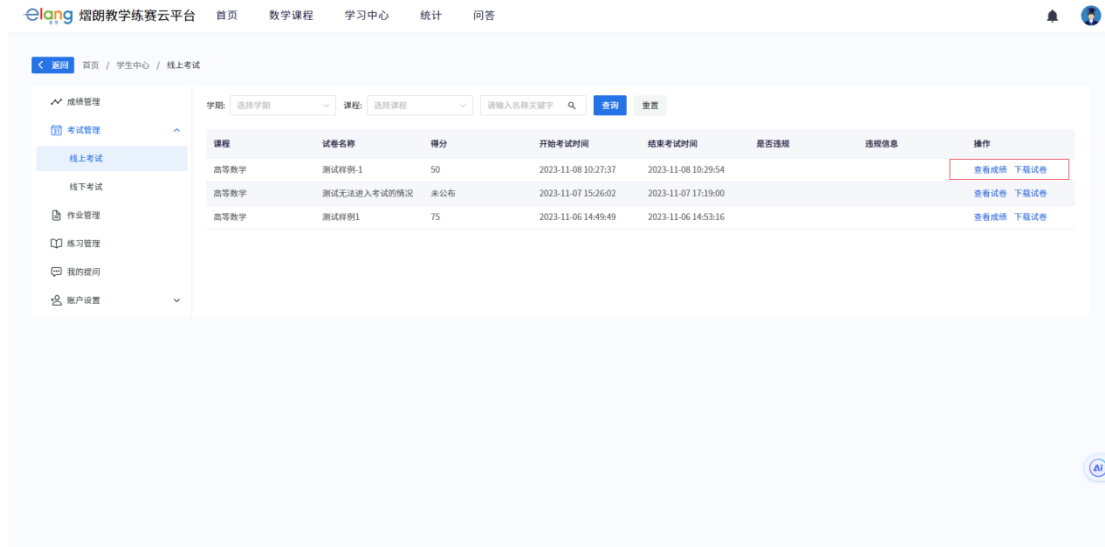 elang 熠朗教学练赛云平台 首页 数学课程 学习中心 统计 问答
返回 首页 / 学生中心 / 线上考试
成绩管理
考试管理
线上考试
线下考试
作业管理
练习管理
我的提问
账户设置
学期: 选择学期 课程: 选择课程 请输入名称关键字 查询 重置
课程 试卷名称 得分 开始考试时间 结束考试时间 是否违规 违规信息 操作
高等数学 测试样例-1 50 2023-11-08 10:27:37 2023-11-08 10:29:54 查看成绩 下载试卷
高等数学 测试无法进入考试的情况 未公布 2023-11-07 15:26:02 2023-11-07 17:19:00 查看试卷 下载试卷
高等数学 测试样例1 75 2023-11-06 14:49:49 2023-11-06 14:53:16 查看成绩 下载试卷
Ai